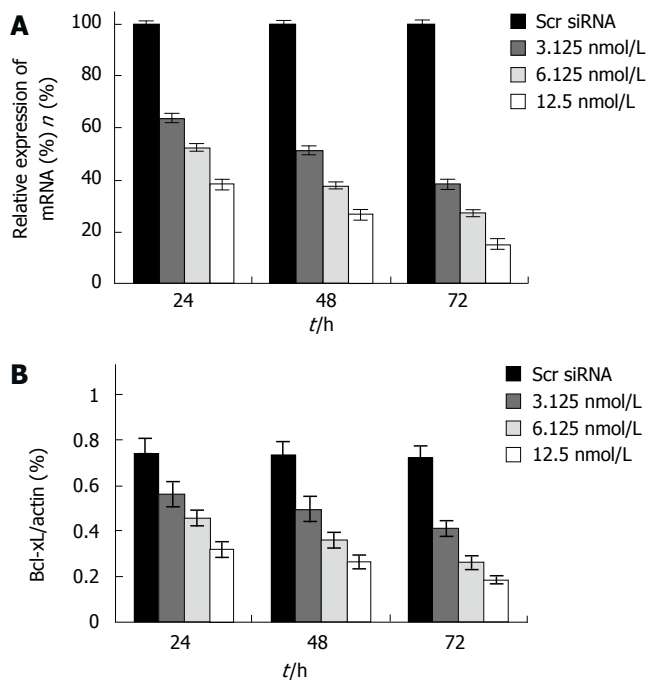 A
Relative expression of
mRNA (%) n (%)
100
80
60
40
20
0
24 48 72
t/h
Scr siRNA
3.125 nmol/L
6.125 nmol/L
12.5 nmol/L
B
Bcl-xL/actin (%)
1
0.8
0.6
0.4
0.2
0
24 48 72
t/h
Scr siRNA
3.125 nmol/L
6.125 nmol/L
12.5 nmol/L